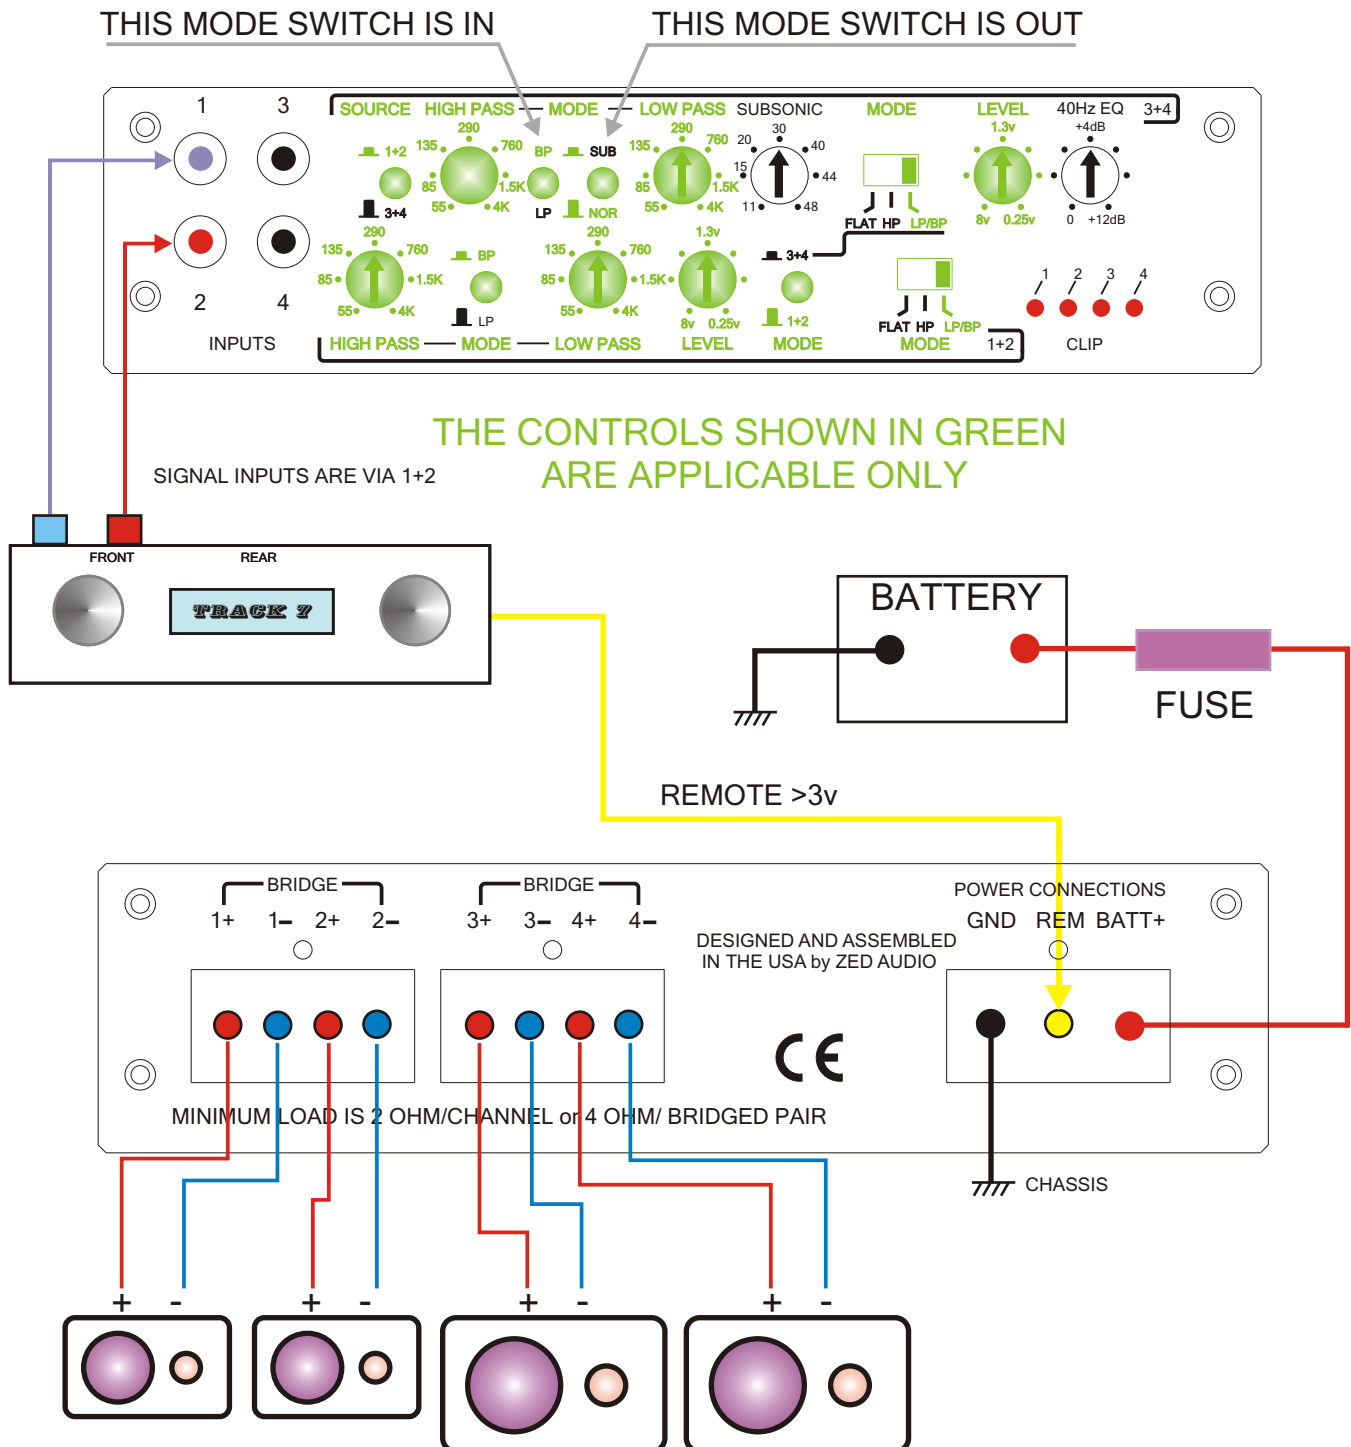 THIS MODE SWITCH IS IN
THIS MODE SWITCH IS OUT
1 3
SOURCE HIGH PASS MODE LOW PASS SUBSONIC MODE LEVEL 40Hz EQ 3+4
290 290 30 1.3v +4dB
135 760 BP SUB 135 760 20 40
1+2
85 1.5K 85 1.5K 15 44
3+4 55 4K LP NOR 55 4K 11 48 FLAT HP LP/BP 8v 0.25v 0 +12dB
290 290 1.3v
135 760 BP 135 760 3+4
85 1.5K 85 1.5K
55 4K LP 55 4K 8v 0.25v 1+2 FLAT HP LP/BP
1 2 3 4
2 4
INPUTS HIGH PASS MODE LOW PASS LEVEL MODE MODE 1+2 CLIP
THE CONTROLS SHOWN IN GREEN
ARE APPLICABLE ONLY
SIGNAL INPUTS ARE VIA 1+2
FRONT REAR
TRACK 7
BATTERY
FUSE
REMOTE >3v
BRIDGE BRIDGE POWER CONNECTIONS
1+ 1- 2+ 2- 3+ 3- 4+ 4- GND REM BATT+
DESIGNED AND ASSEMBLED
IN THE USA by ZED AUDIO
CE
MINIMUM LOAD IS 2 OHM/CHANNEL or 4 OHM/ BRIDGED PAIR
CHASSIS
+ - + - + - + -